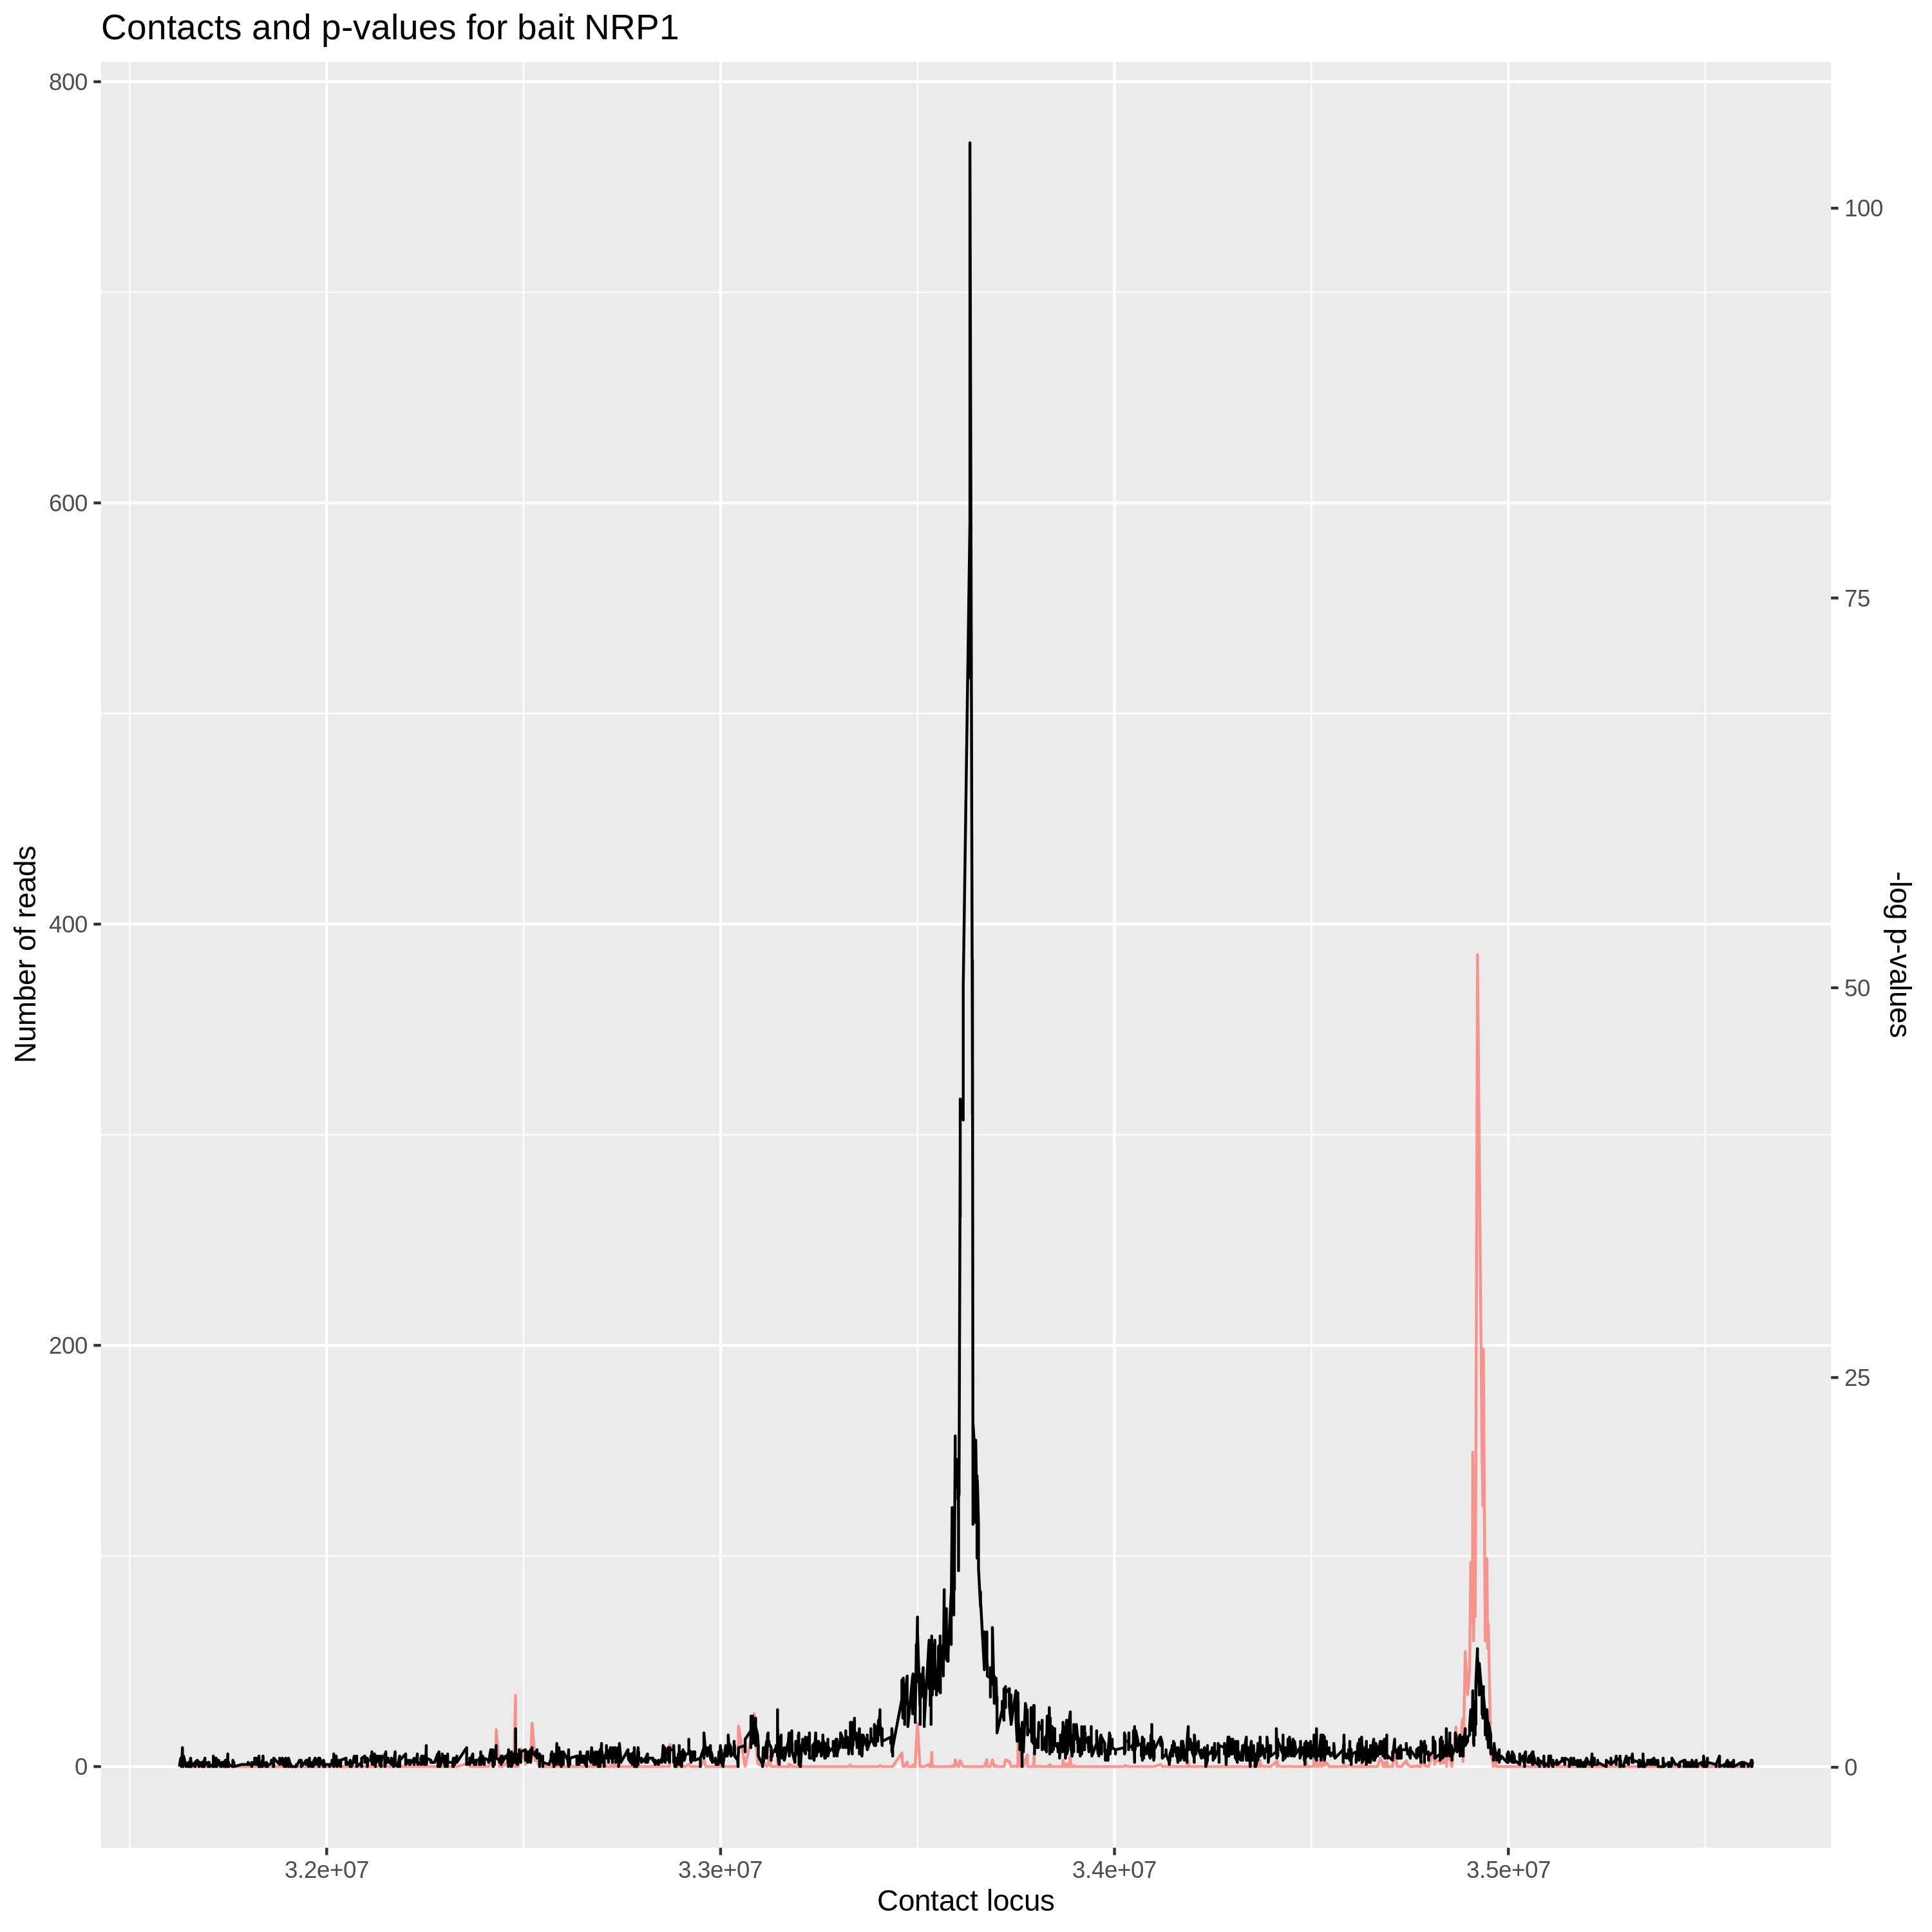 Contacts and p-values for bait NRP1
800
600
400
200
0
Number of reads
100
75
50
25
0
-log p-values
3.2e+07
3.3e+07
3.4e+07
3.5e+07
Contact locus